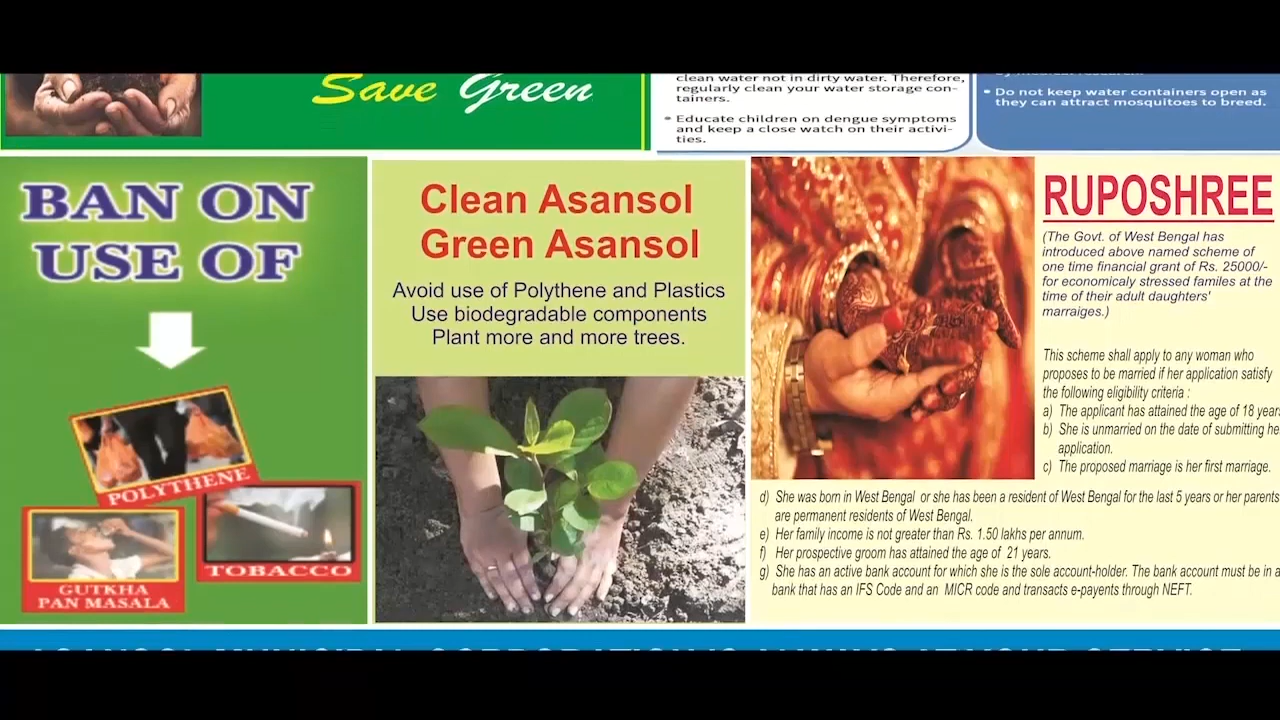 Save Green
clean water not in dirty water. Therefore,
regularly clean your water storage con-
tainers.
• Educate children on dengue symptoms
and keep a close watch on their activi-
ties.
• Do not keep water containers open as
they can attract mosquitoes to breed.
BAN ON
USE OF
POLYTHENE
TOBACCO
GUTKHA
PAN MASALA
Clean Asansol
Green Asansol
Avoid use of Polythene and Plastics
Use biodegradable components
Plant more and more trees.
RUPOSHREE
(The Govt. of West Bengal has
introduced above named scheme of
one time financial grant of Rs. 25000/-
for economicaly stressed familes at the
time of their adult daughters'
marraiges.)
This scheme shall apply to any woman who
proposes to be married if her application satisfy
the following eligibility criteria :
a) The applicant has attained the age of 18 year
b) She is unmarried on the date of submitting he
application.
c) The proposed marriage is her first marriage.
d) She was born in West Bengal or she has been a resident of West Bengal for the last 5 years or her parents
are permanent residents of West Bengal.
e) Her family income is not greater than Rs. 1.50 lakhs per annum.
f) Her prospective groom has attained the age of 21 years.
g) She has an active bank account for which she is the sole account-holder. The bank account must be in a
bank that has an IFS Code and an MICR code and transacts e-payents through NEFT.